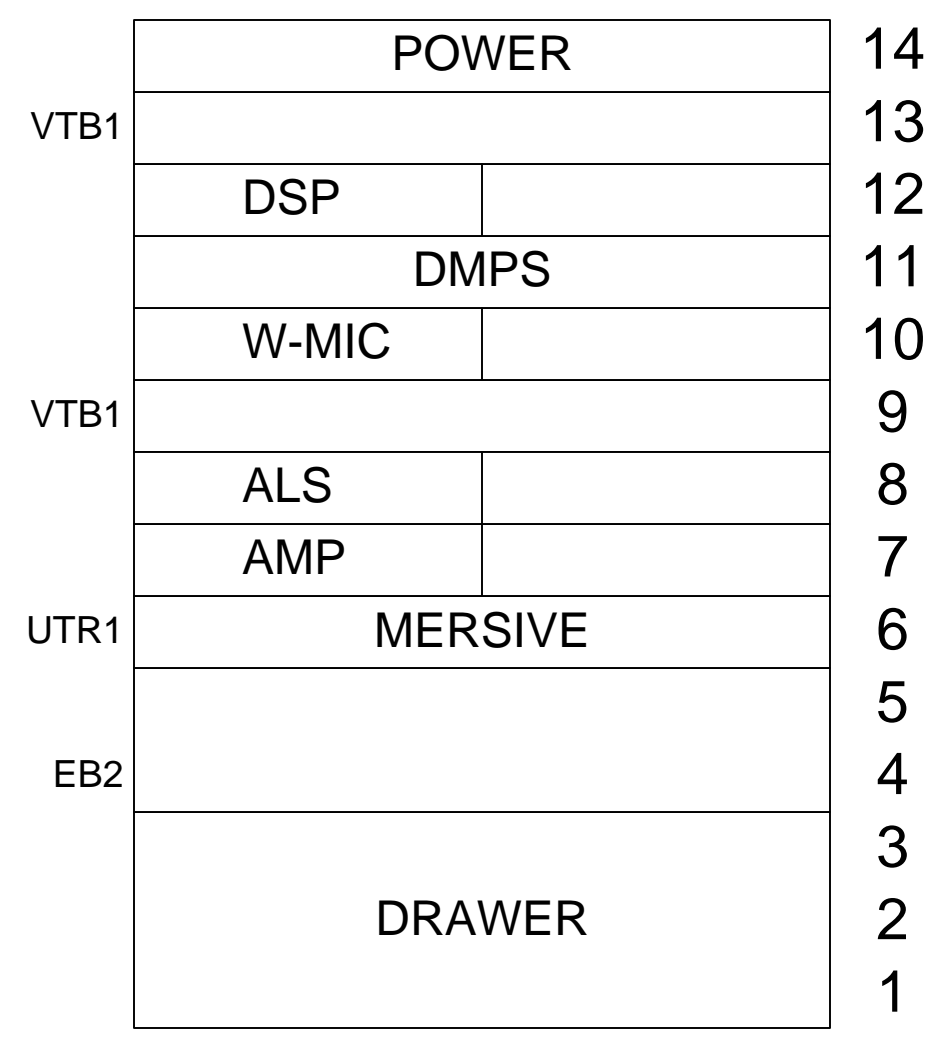 POWER 14
VTB1 13
DSP 12
DMPS 11
W-MIC 10
VTB1 9
ALS 8
AMP 7
UTR1 MERSIVE 6
5
EB2 4
3
DRAWER 2
1